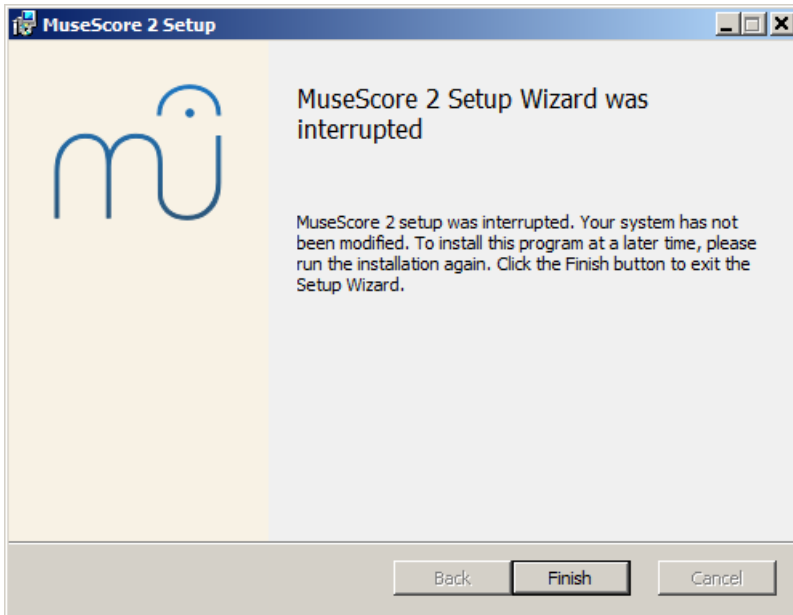 MuseScore 2 Setup
MuseScore 2 Setup Wizard was
interrupted
MuseScore 2 setup was interrupted. Your system has not
been modified. To install this program at a later time, please
run the installation again. Click the Finish button to exit the
Setup Wizard.
Back
Finish
Cancel